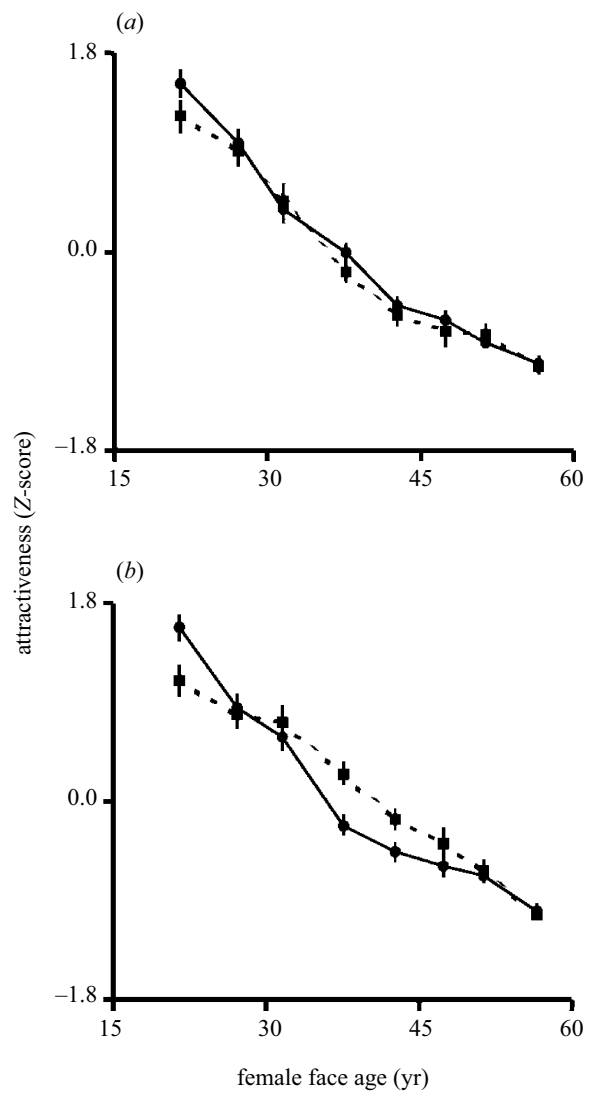 (a)
1.8
0.0
–1.8
15 30 45 60
attractiveness (Z-score)
(b)
1.8
0.0
–1.8
15 30 45 60
female face age (yr)